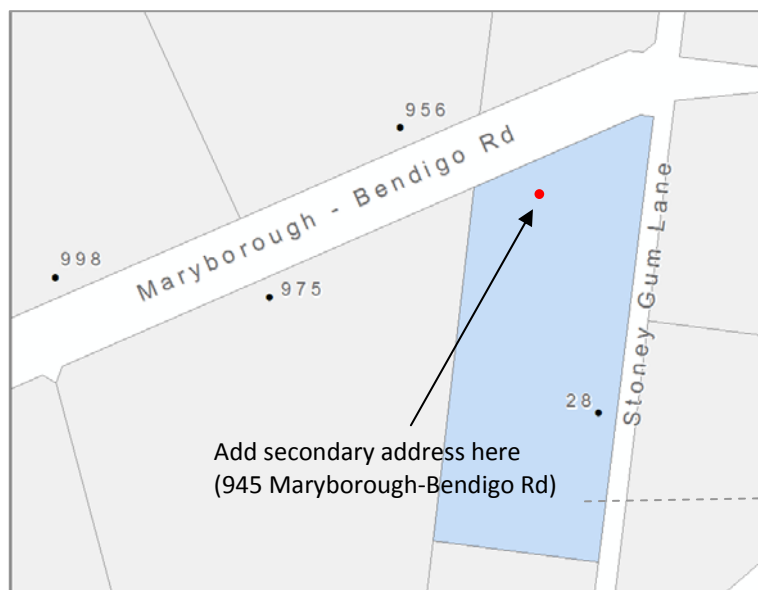 956
Maryborough - Bendigo Rd
998
975
Stoney Gum Lane
28
Add secondary address here
(945 Maryborough-Bendigo Rd)